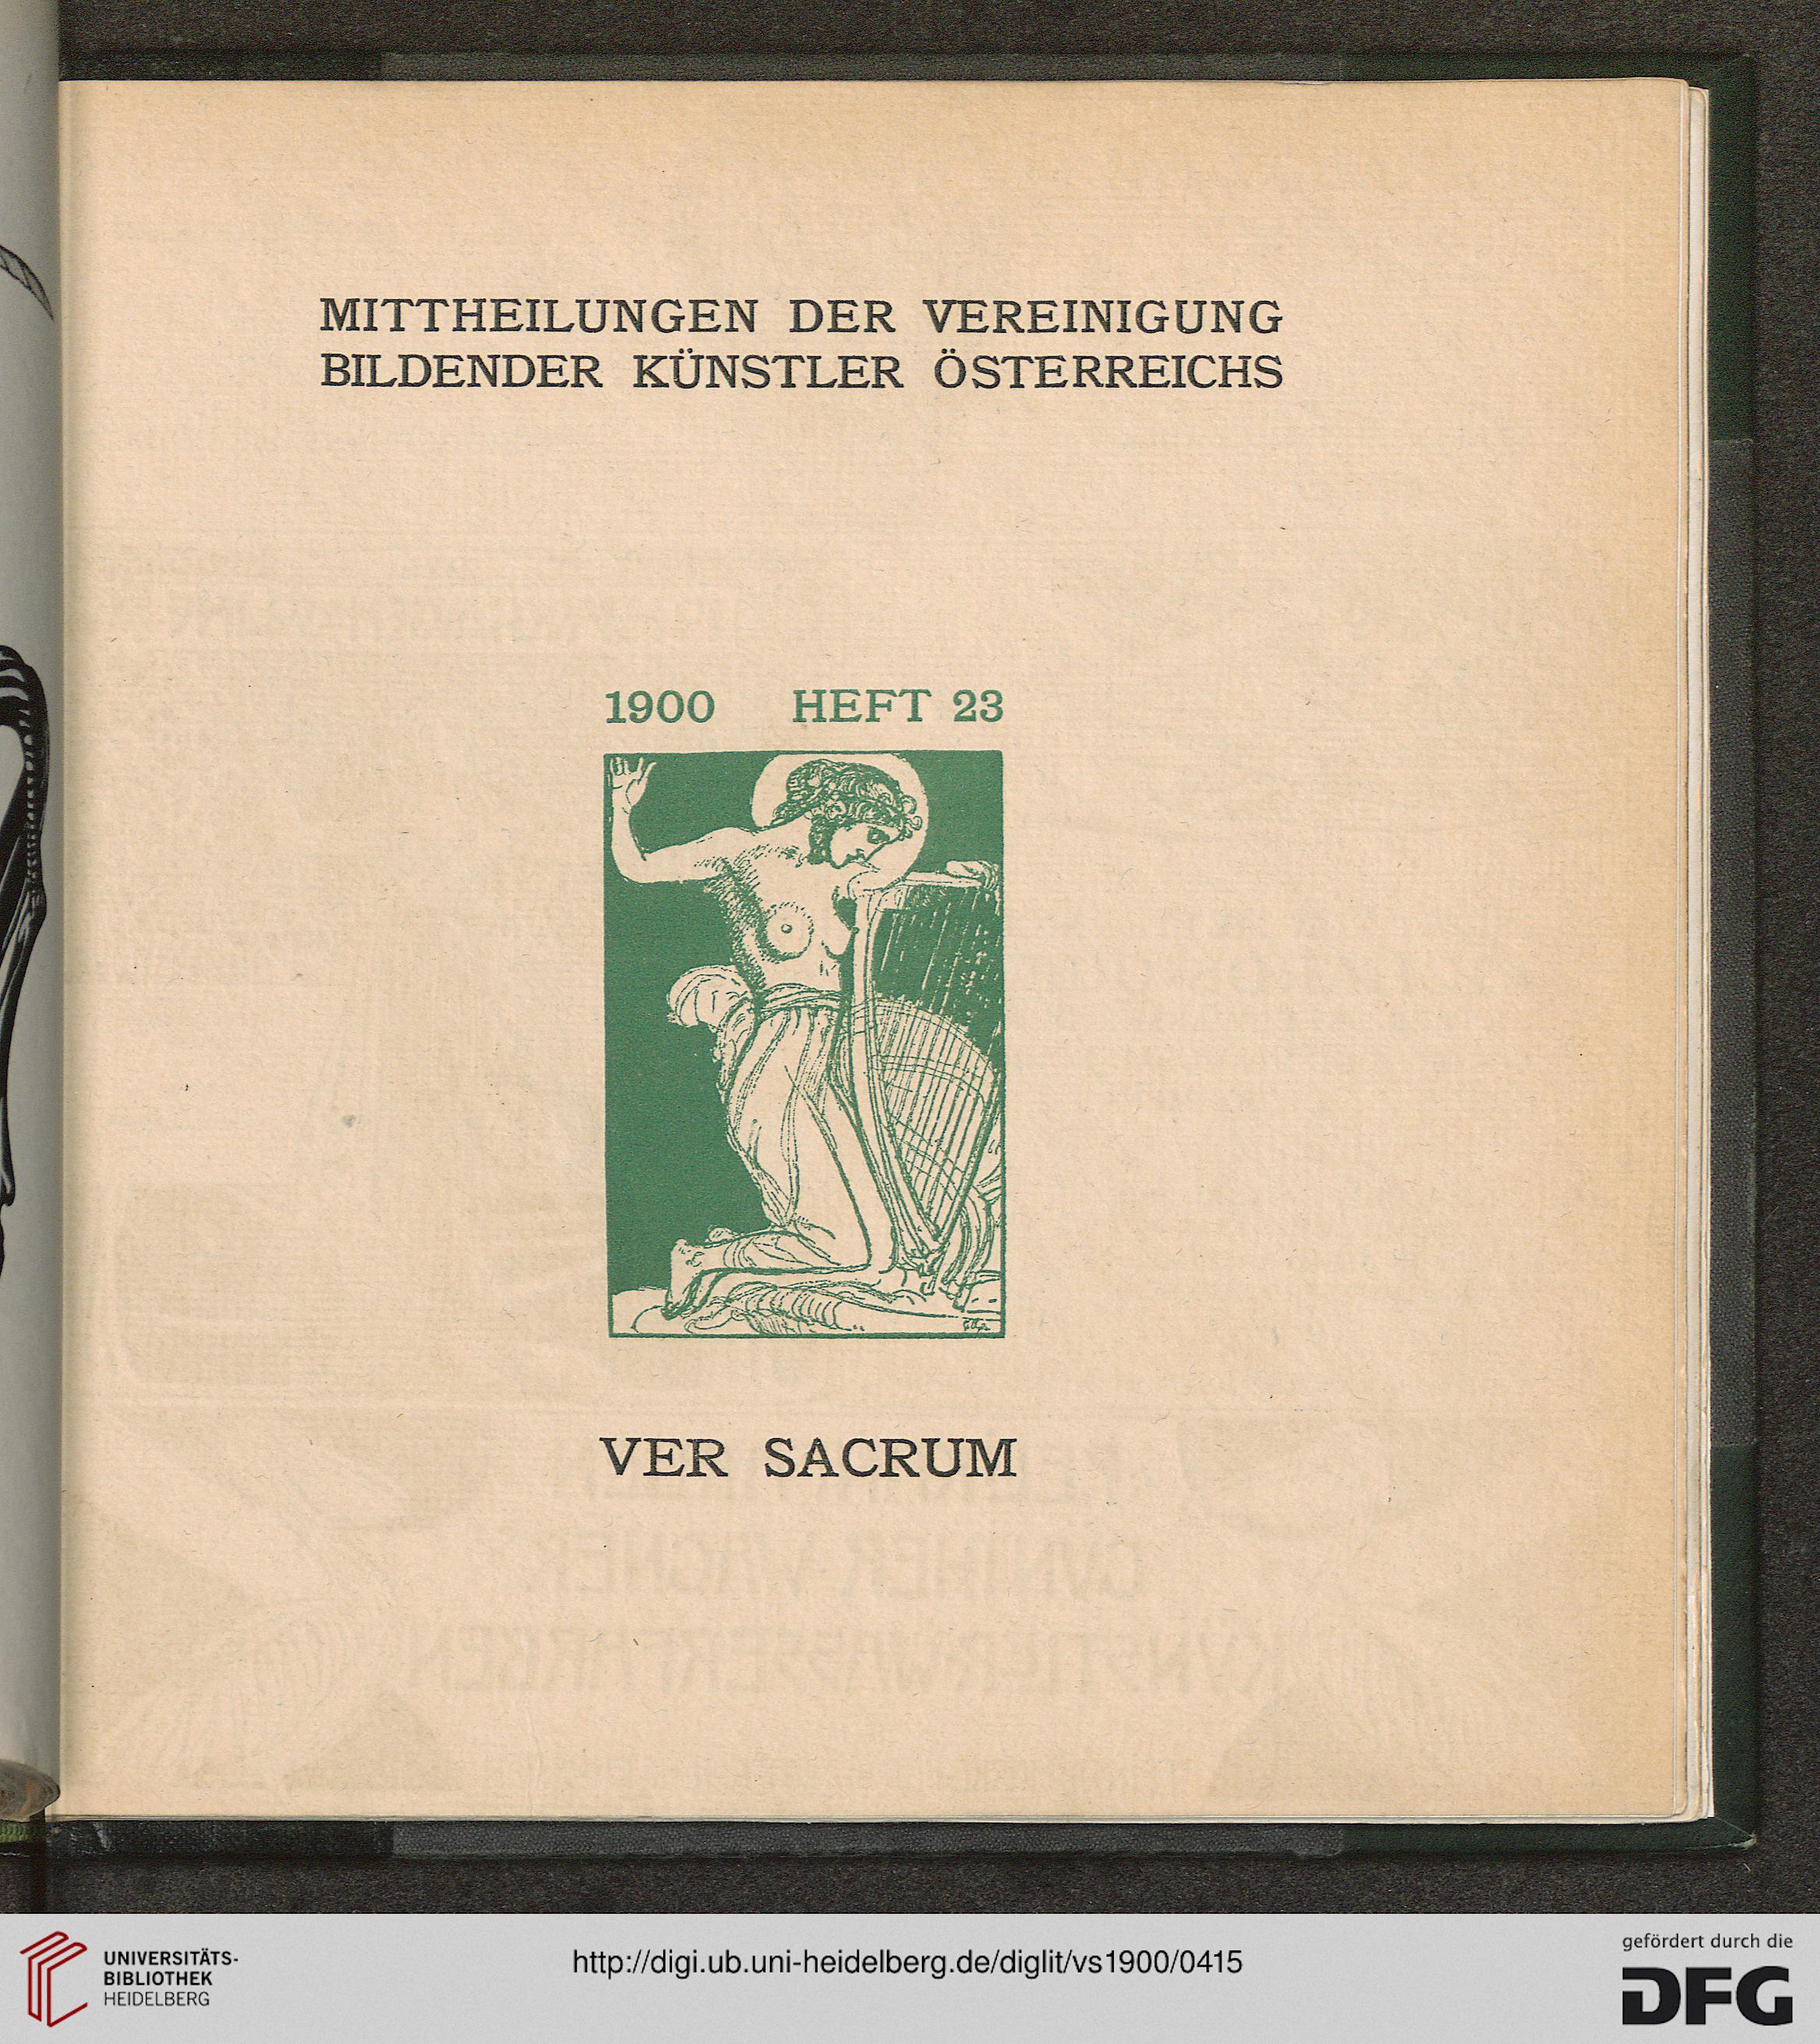 MITTHEILUNGEN DER VEREINIGUNG
BILDENDER KÜNSTLER ÖSTERREICHS
1900 HEFT 23
VER SACRUM
UNIVERSITÄTS-
BIBLIOTHEK
HEIDELBERG
http://digi.ub.uni-heidelberg.de/diglit/vs1900/0415
gefördert durch die
DFG